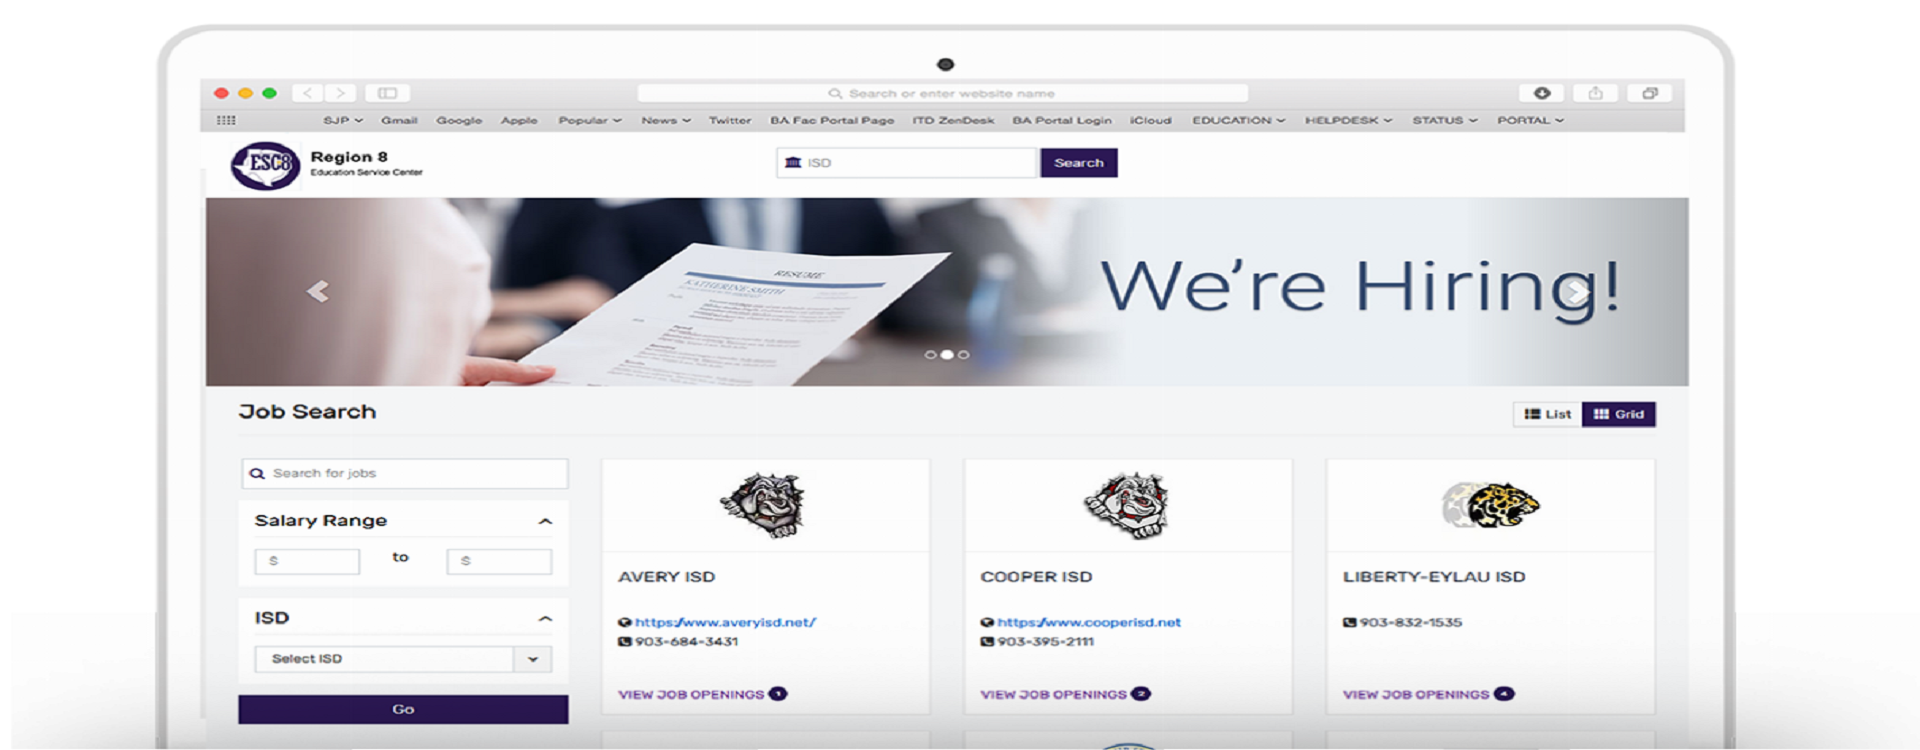 Search or enter website name
SJP Gmail Google Apple Popular News Twitter BA Fac Portal Page ITD ZenDesk BA Portal Login iCloud EDUCATION HELPDESK STATUS PORTAL
ESC8
Region 8
Education Service Center
ISD
Search
RESUME
KATHERINE SMITH
We're Hiring!
Job Search
List Grid
Search for jobs
Salary Range
$ to $
ISD
Select ISD
Go
AVERY ISD
https://www.averyisd.net/
903-684-3431
VIEW JOB OPENINGS 1
COOPER ISD
https://www.cooperisd.net
903-395-2111
VIEW JOB OPENINGS 2
LIBERTY-EYLAU ISD
903-832-1535
VIEW JOB OPENINGS 4